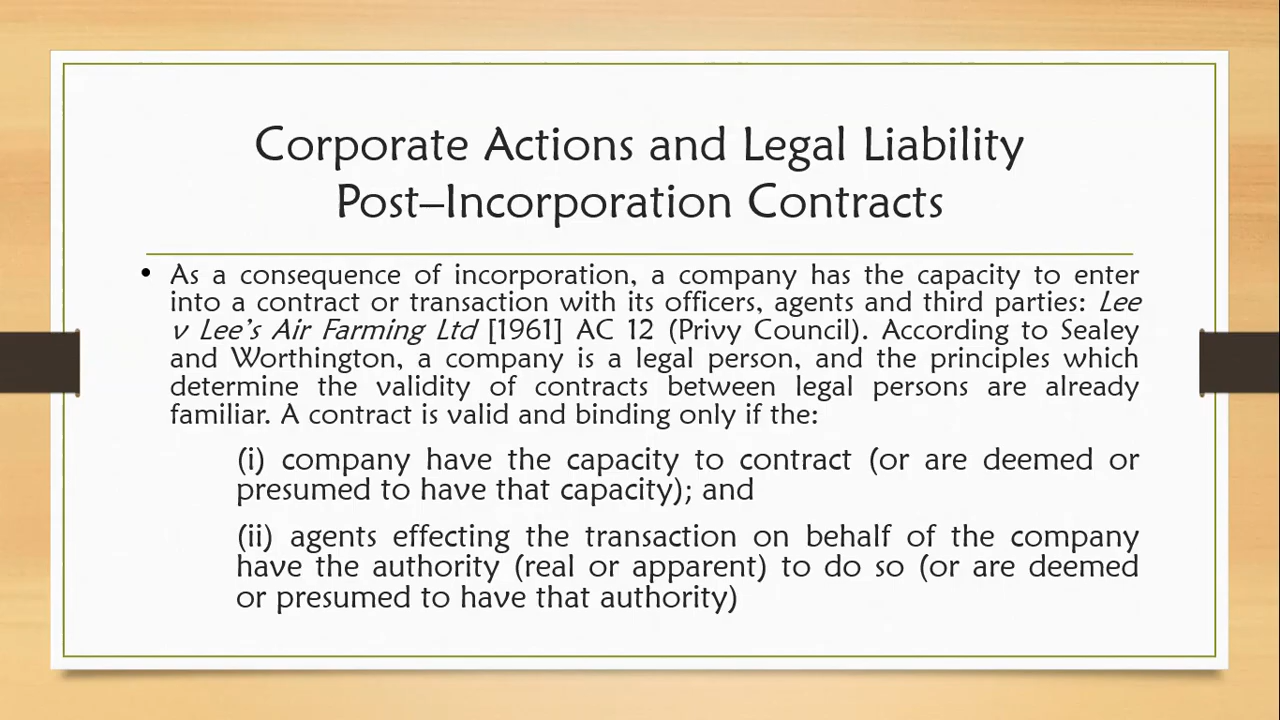 Corporate Actions and Legal Liability
Post–Incorporation Contracts
• As a consequence of incorporation, a company has the capacity to enter
into a contract or transaction with its officers, agents and third parties: Lee
v Lee's Air Farming Ltd [1961] AC 12 (Privy Council). According to Sealey
and Worthington, a company is a legal person, and the principles which
determine the validity of contracts between legal persons are already
familiar. A contract is valid and binding only if the:
(i) company have the capacity to contract (or are deemed or
presumed to have that capacity); and
(ii) agents effecting the transaction on behalf of the company
have the authority (real or apparent) to do so (or are deemed
or presumed to have that authority)